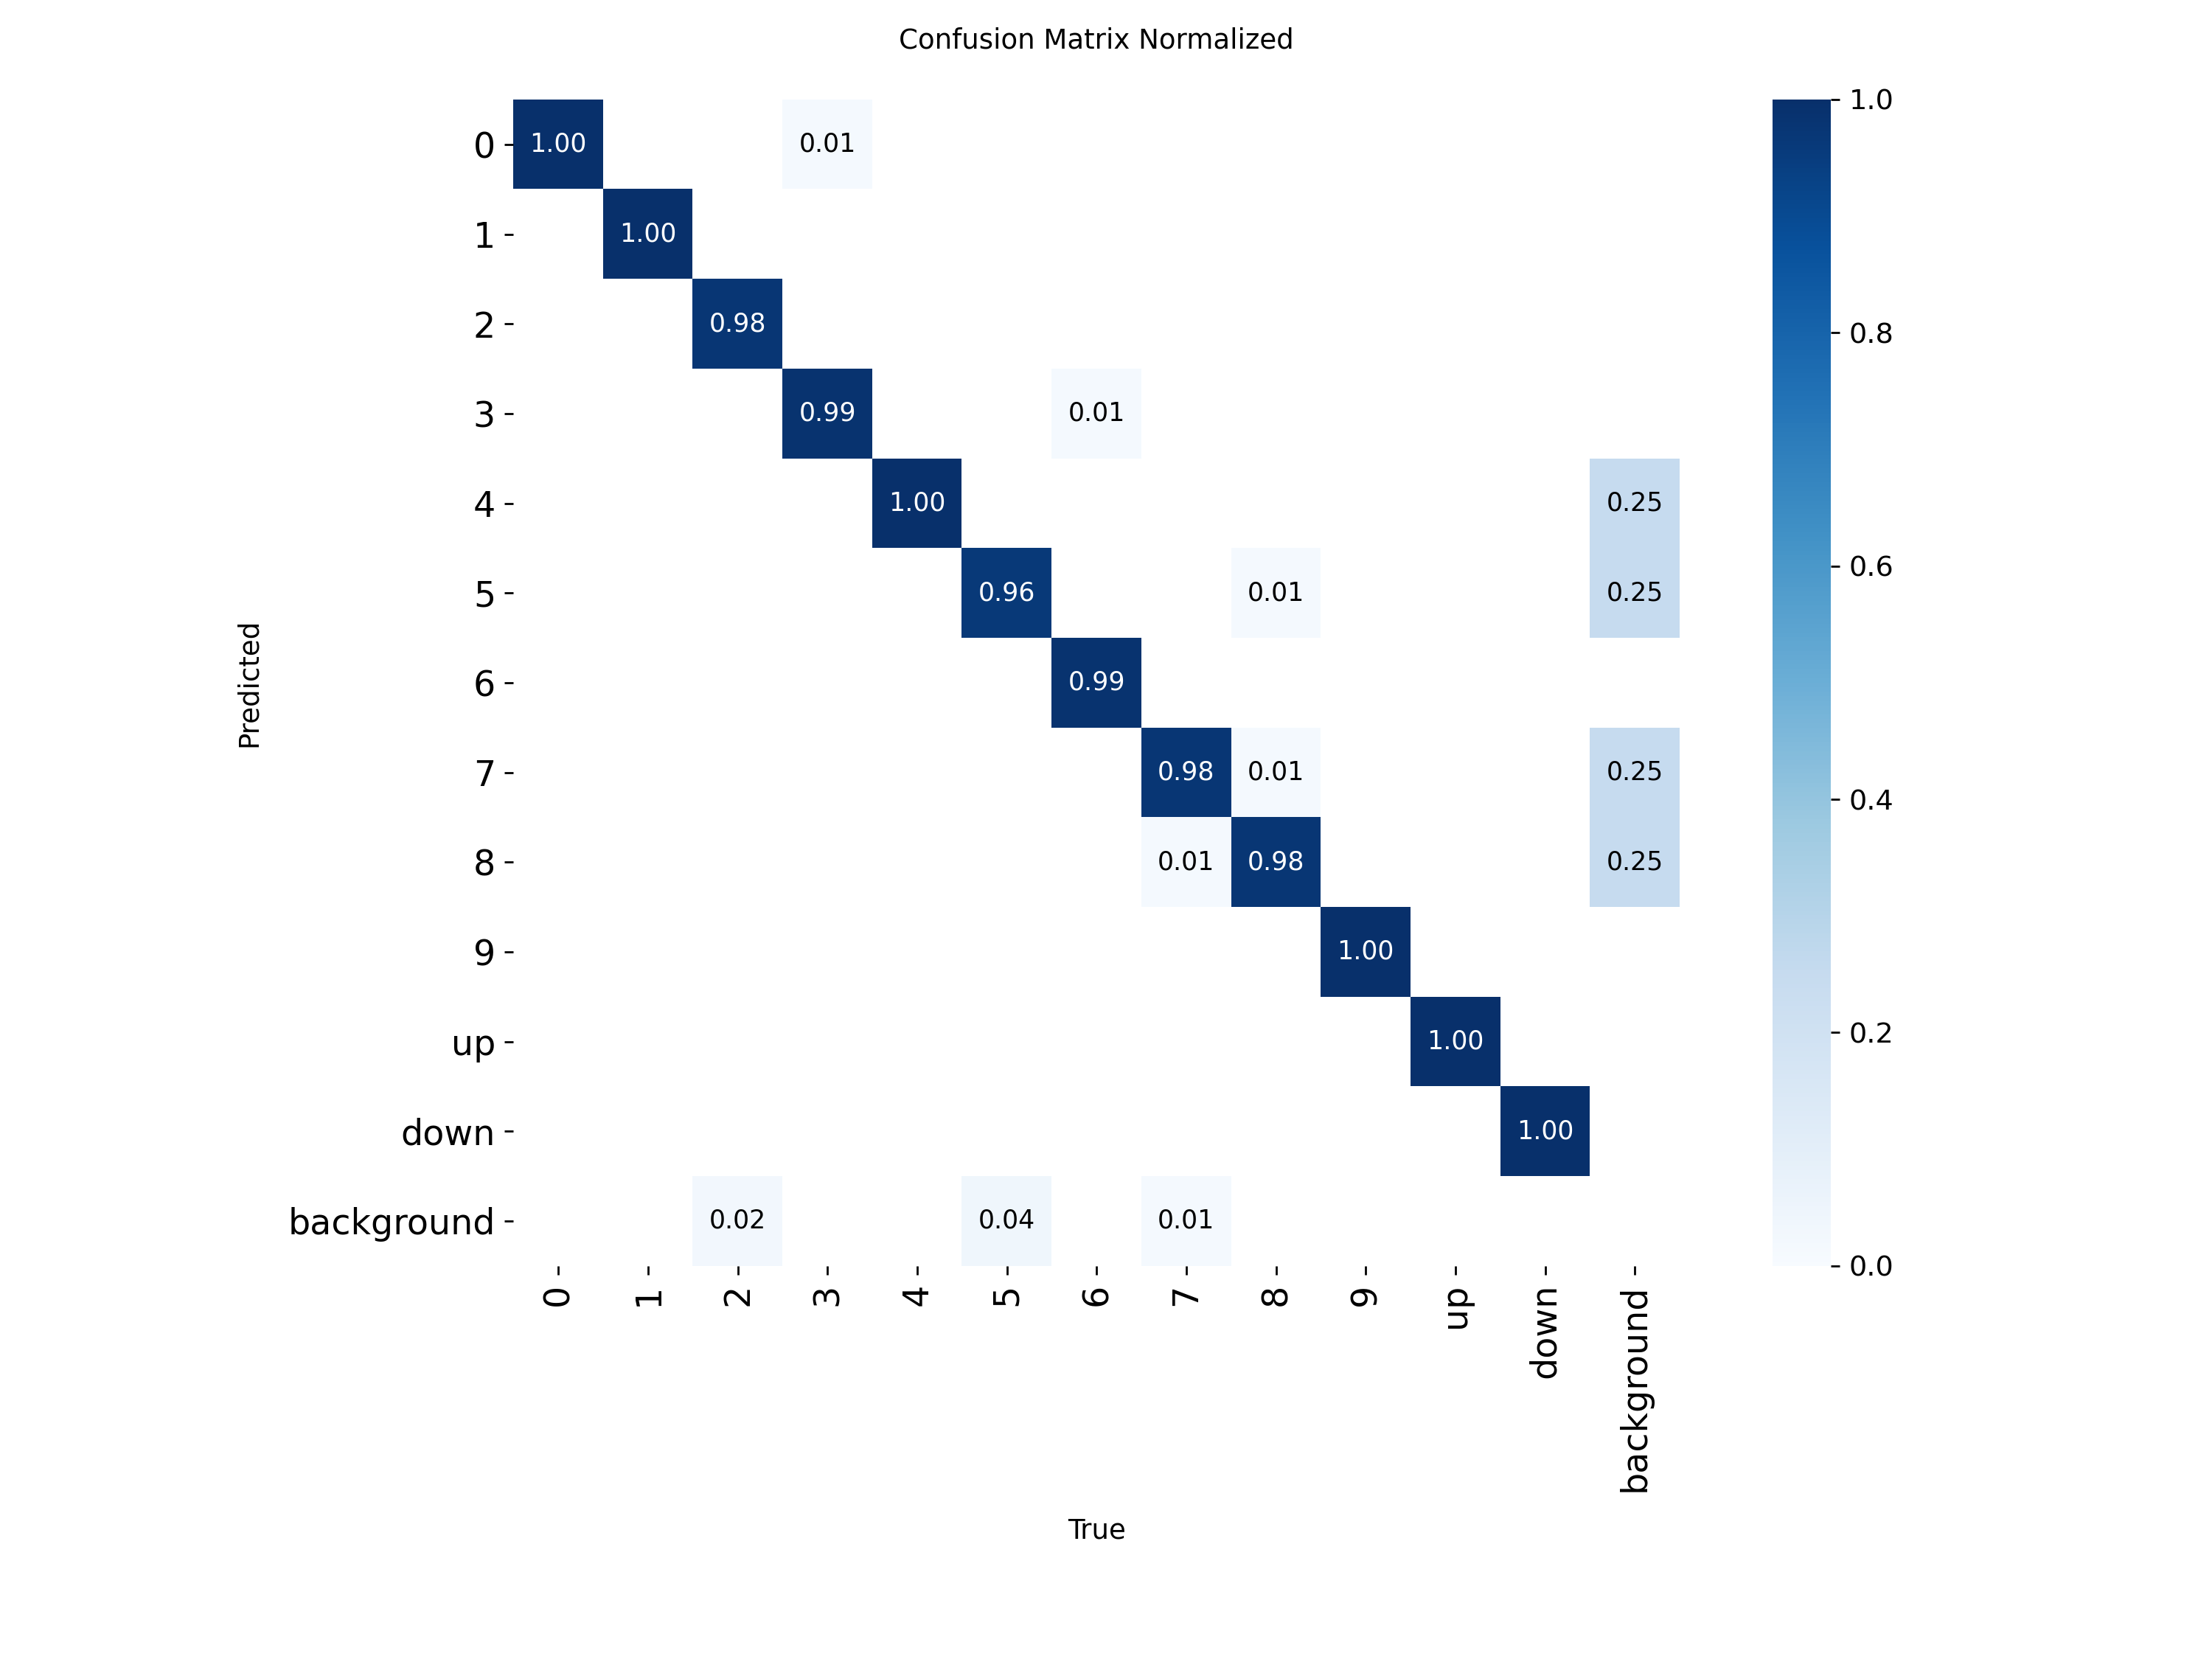 Confusion Matrix Normalized
0 1.00 0.01 1.0
1 1.00
2 0.98 0.8
3 0.99 0.01
4 1.00 0.25
5 0.96 0.01 0.25 0.6
6 0.99
7 0.98 0.01 0.25 0.4
8 0.01 0.98 0.25
9 1.00
up 1.00 0.2
down 1.00
background 0.02 0.04 0.01 0.0
0 1 2 3 4 5 6 7 8 9 up down background
Predicted
True